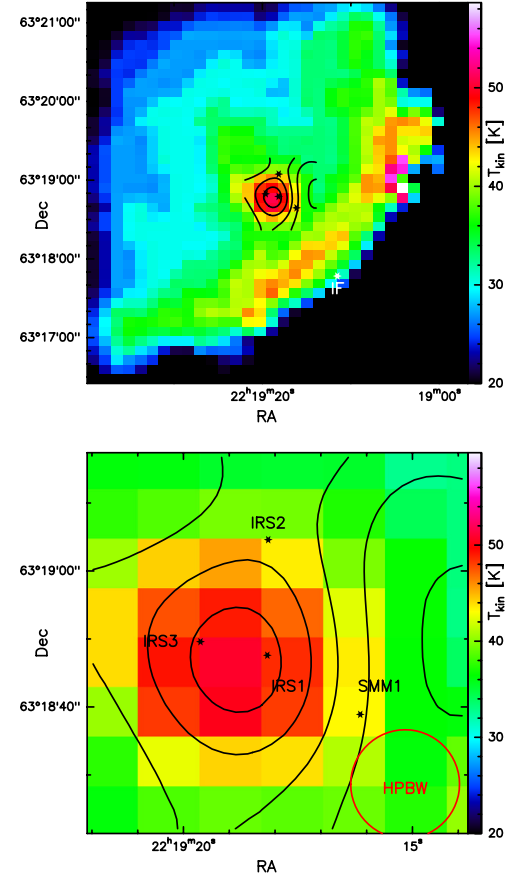 63°21'00"
63°20'00"
63°19'00"
63°18'00"
63°17'00"
Dec
IF
22ʰ19ᵐ20ˢ
19ᵐ00ˢ
RA
50
40
30
20
Tkin [K]
63°19'00"
63°18'40"
Dec
IRS2
IRS3
IRS1
SMM1
HPBW
22ʰ19ᵐ20ˢ
15ˢ
RA
50
40
30
20
Tkin [K]